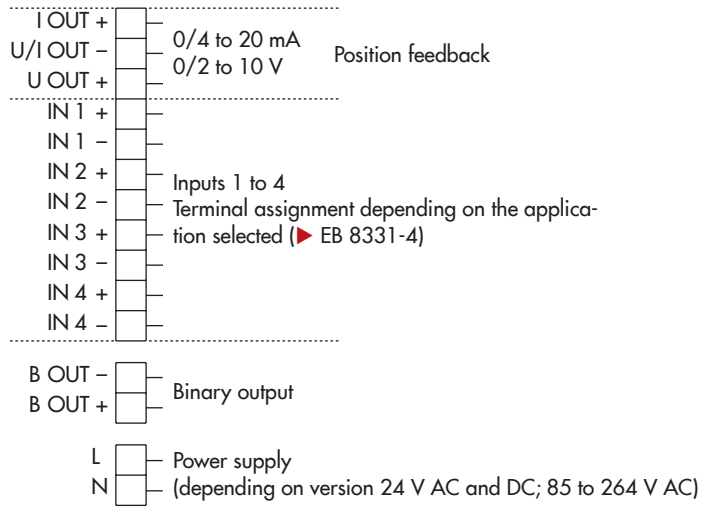 I OUT +
U/I OUT –
U OUT +
0/4 to 20 mA
0/2 to 10 V
Position feedback
IN 1 +
IN 1 –
IN 2 +
IN 2 –
IN 3 +
IN 3 –
IN 4 +
IN 4 –
Inputs 1 to 4
Terminal assignment depending on the applica-
tion selected (▶ EB 8331-4)
B OUT –
B OUT +
Binary output
L
N
Power supply
(depending on version 24 V AC and DC; 85 to 264 V AC)